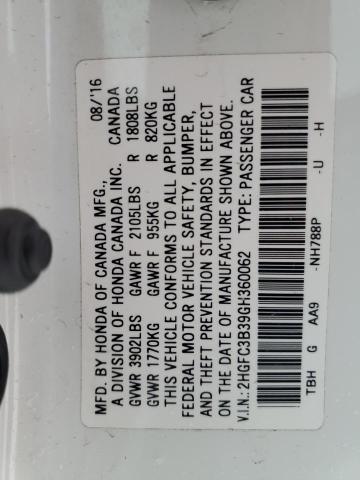 MFD. BY HONDA OF CANADA MFG., 08/'16
A DIVISION OF HONDA CANADA INC. CANADA
GVWR 3902LBS GAWR F 2105LBS R 1808LBS
GVWR 1770KG GAWR F 955KG R 820KG
THIS VEHICLE CONFORMS TO ALL APPLICABLE
FEDERAL MOTOR VEHICLE SAFETY, BUMPER,
AND THEFT PREVENTION STANDARDS IN EFFECT
ON THE DATE OF MANUFACTURE SHOWN ABOVE.
V.I.N.: 2HGFC3B39GH360062 TYPE: PASSENGER CAR
TBH G AA9 -NH788P -U -H